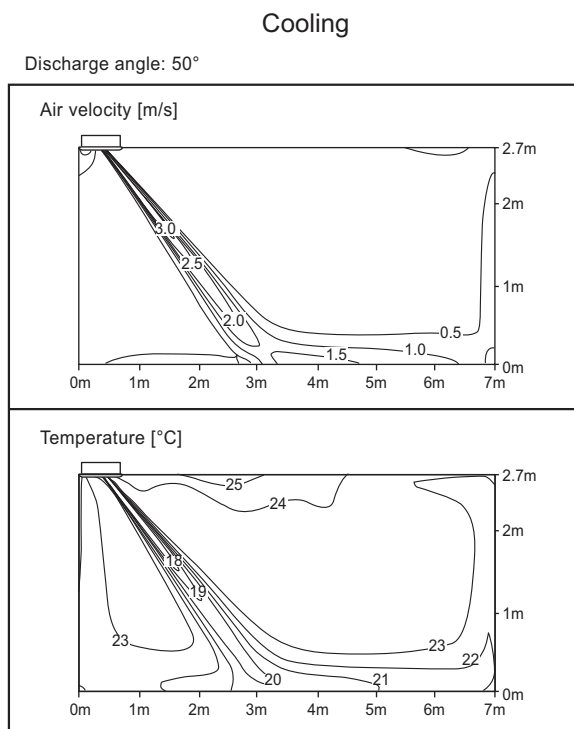 Cooling
Discharge angle: 50°
Air velocity [m/s]
2.7m
2m
3.0
2.5
1m
2.0
0.5
1.0
1.5
0m
0m 1m 2m 3m 4m 5m 6m 7m
Temperature [°C]
2.7m
25
24
2m
18
19
1m
23 23
22
20 21
0m
0m 1m 2m 3m 4m 5m 6m 7m